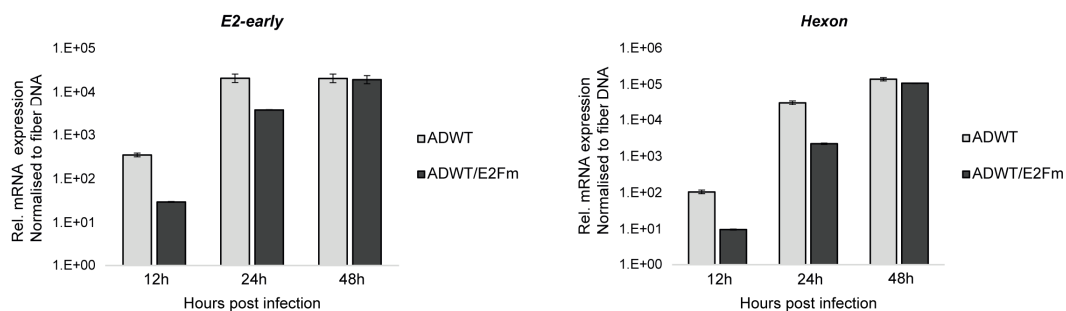 E2-early
Rel. mRNA expression
Normalised to fiber DNA
1.E+05
1.E+04
1.E+03
1.E+02
1.E+01
1.E+00
12h
24h
48h
Hours post infection
ADWT
ADWT/E2Fm
Hexon
Rel. mRNA expression
Normalised to fiber DNA
1.E+06
1.E+05
1.E+04
1.E+03
1.E+02
1.E+01
1.E+00
12h
24h
48h
Hours post infection
ADWT
ADWT/E2Fm